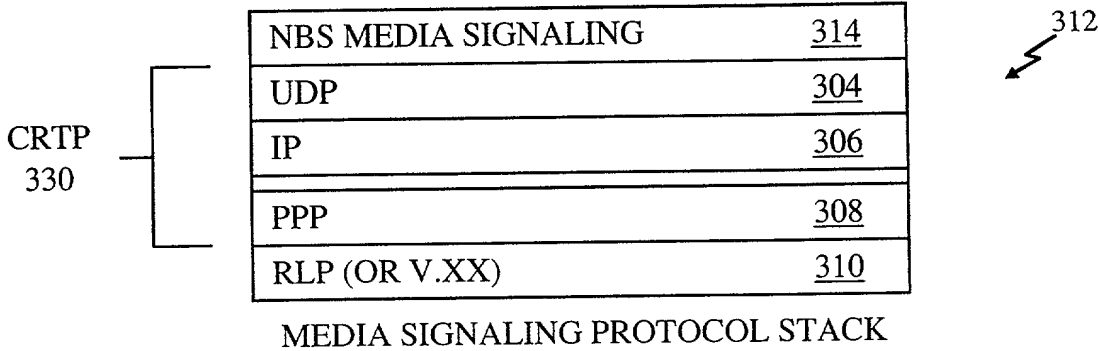 NBS MEDIA SIGNALING 314
312
UDP 304
CRTP
330
IP 306
PPP 308
RLP (OR V.XX) 310
MEDIA SIGNALING PROTOCOL STACK